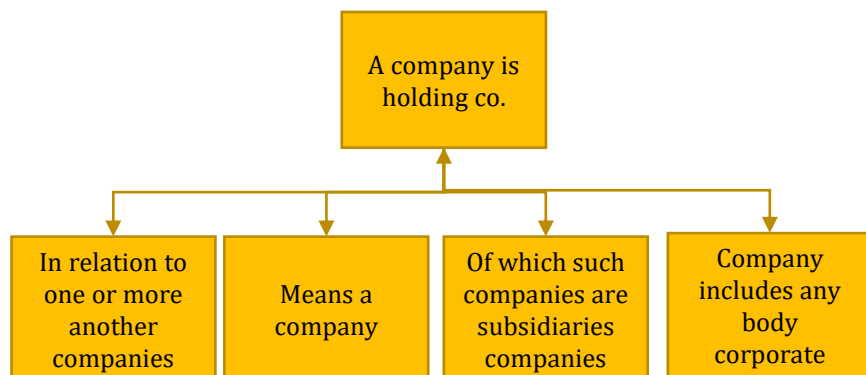 A company is
holding co.
In relation to
one or more
another
companies
Means a
company
Of which such
companies are
subsidiaries
companies
Company
includes any
body
corporate